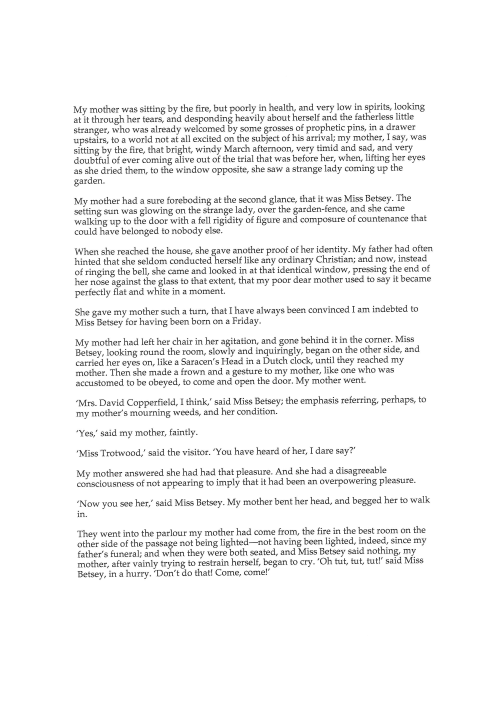 My mother was sitting by the fire, but poorly in health, and very low in spirits, looking
at it through her tears, and desponding heavily about herself and the fatherless little
stranger, who was already welcomed by some grosses of prophetic pins, in a drawer
upstairs, to a world not at all excited on the subject of his arrival; my mother, I say, was
sitting by the fire, that bright, windy March afternoon, very timid and sad, and very
doubtful of ever coming alive out of the trial that was before her, when, lifting her eyes
as she dried them, to the window opposite, she saw a strange lady coming up the
garden.
My mother had a sure foreboding at the second glance, that it was Miss Betsey. The
setting sun was glowing on the strange lady, over the garden-fence, and she came
walking up to the door with a fell rigidity of figure and composure of countenance that
could have belonged to nobody else.
When she reached the house, she gave another proof of her identity. My father had often
hinted that she seldom conducted herself like any ordinary Christian; and now, instead
of ringing the bell, she came and looked in at that identical window, pressing the end of
her nose against the glass to that extent, that my poor dear mother used to say it became
perfectly flat and white in a moment.
She gave my mother such a turn, that I have always been convinced I am indebted to
Miss Betsey for having been born on a Friday.
My mother had left her chair in her agitation, and gone behind it in the corner. Miss
Betsey, looking round the room, slowly and inquiringly, began on the other side, and
carried her eyes on, like a Saracen's Head in a Dutch clock, until they reached my
mother. Then she made a frown and a gesture to my mother, like one who was
accustomed to be obeyed, to come and open the door. My mother went.
‘Mrs. David Copperfield, I think,’ said Miss Betsey; the emphasis referring, perhaps, to
my mother's mourning weeds, and her condition.
‘Yes,’ said my mother, faintly.
‘Miss Trotwood,’ said the visitor. ‘You have heard of her, I dare say?’
My mother answered she had had that pleasure. And she had a disagreeable
consciousness of not appearing to imply that it had been an overpowering pleasure.
‘Now you see her,’ said Miss Betsey. My mother bent her head, and begged her to walk
in.
They went into the parlour my mother had come from, the fire in the best room on the
other side of the passage not being lighted—not having been lighted, indeed, since my
father's funeral; and when they were both seated, and Miss Betsey said nothing, my
mother, after vainly trying to restrain herself, began to cry. ‘Oh tut, tut, tut!’ said Miss
Betsey, in a hurry. ‘Don't do that! Come, come!’